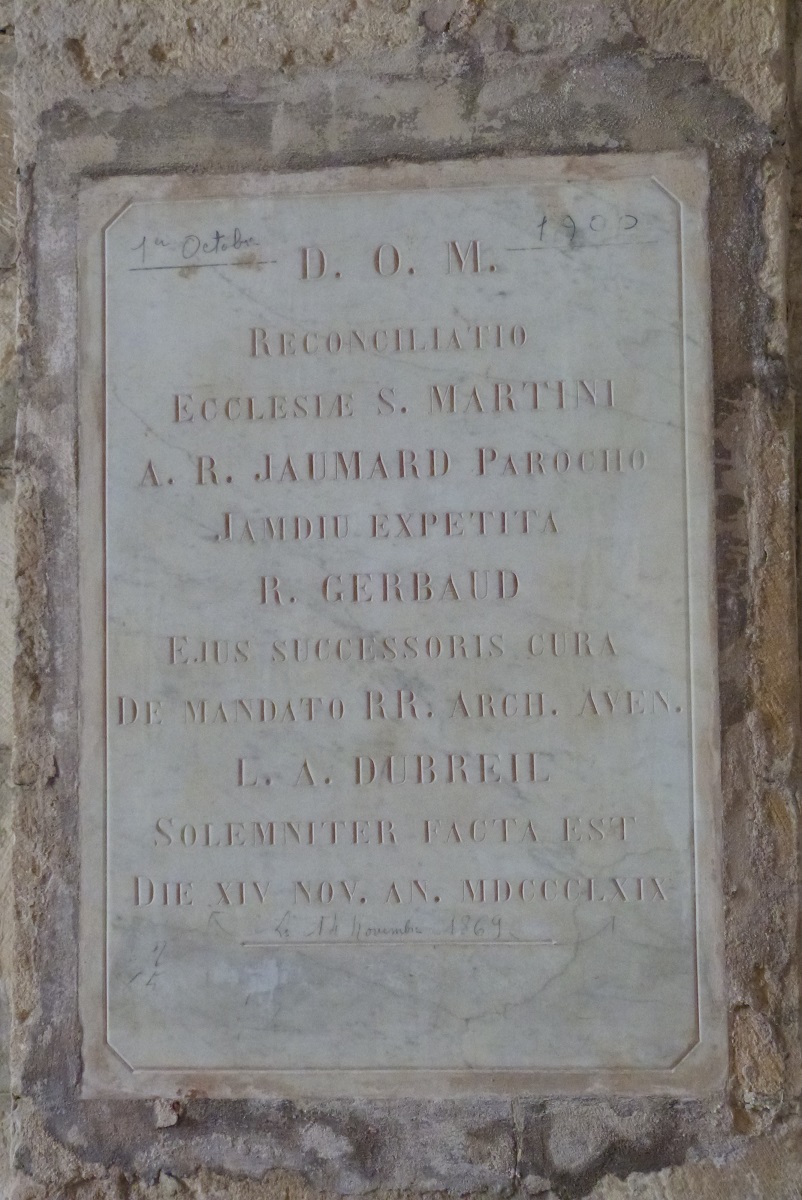 1er Octobre 1900
D. O. M.
RECONCILIATIO
ECCLESIÆ S. MARTINI
A. R. JAUMARD PAROCHO
JAMDIU EXPETITA
R. GERBAUD
EJUS SUCCESSORIS CURA
DE MANDATO RR. ARCH. AVEN.
L. A. DUBREIL
SOLEMNITER FACTA EST
DIE XIV NOV. AN. MDCCCCLXIX
Le 14 Novembre 1869